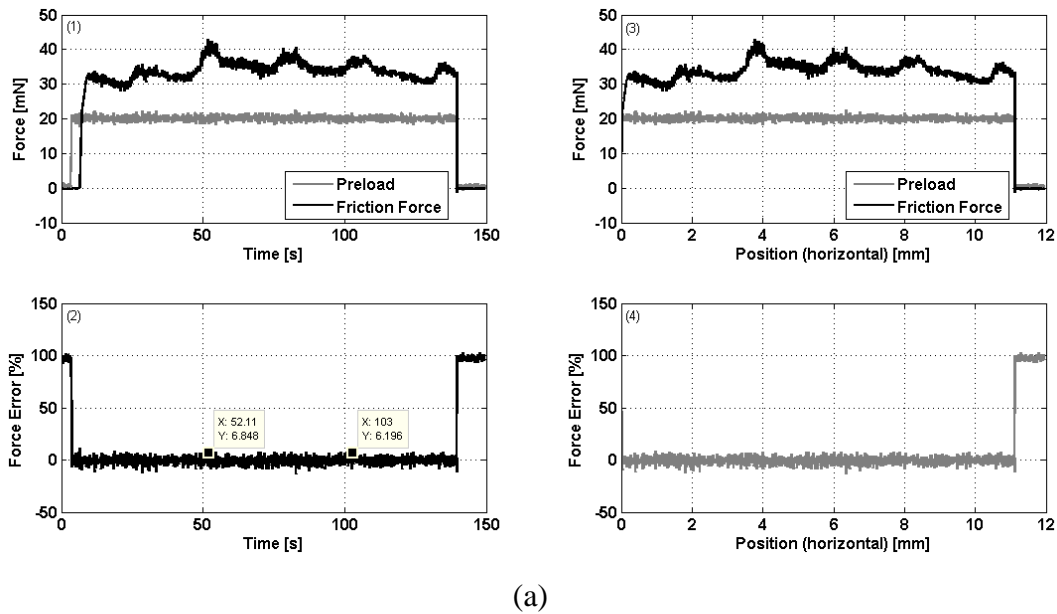 (1)
50
40
30
20
10
0
-10
Force [mN]
Preload
Friction Force
0 50 100 150
Time [s]
(3)
50
40
30
20
10
0
-10
Force [mN]
Preload
Friction Force
0 2 4 6 8 10 12
Position (horizontal) [mm]
(2)
150
100
50
0
-50
Force Error [%]
X: 52.11
Y: 6.848
X: 103
Y: 6.196
0 50 100 150
Time [s]
(4)
150
100
50
0
-50
Force Error [%]
0 2 4 6 8 10 12
Position (horizontal) [mm]
(a)